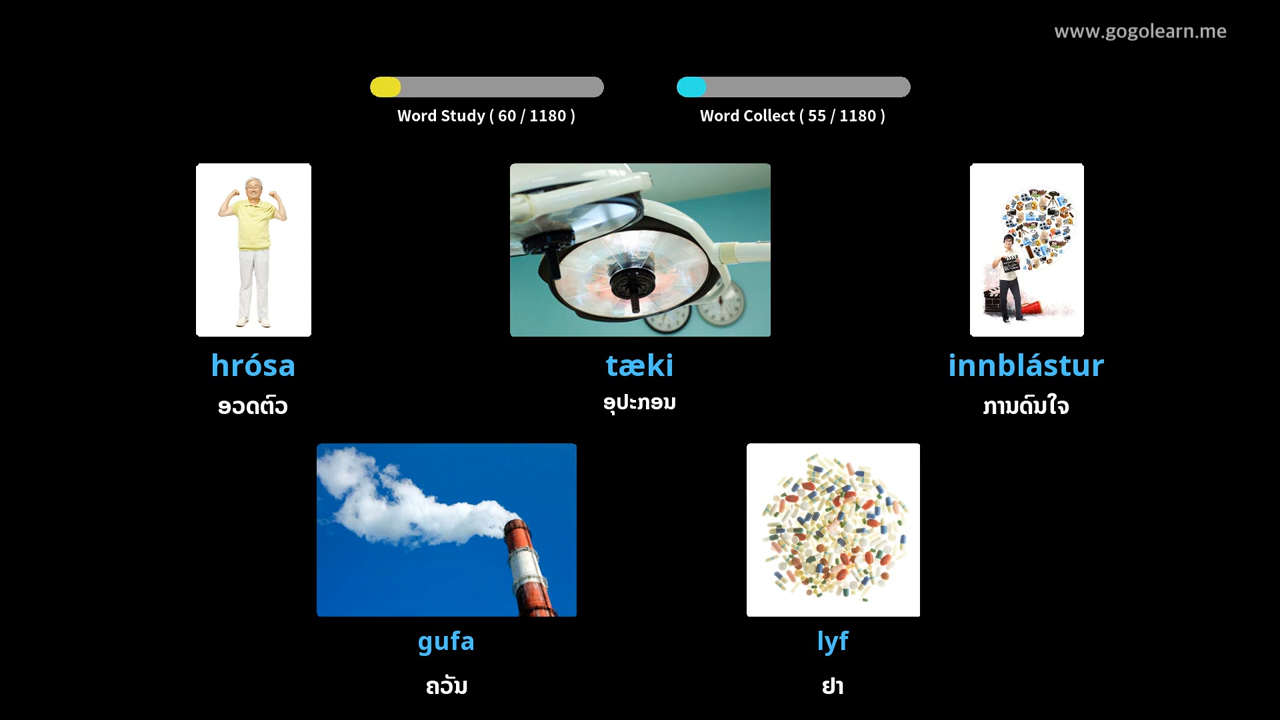 www.gogolearn.me
Word Study ( 60 / 1180 )
Word Collect ( 55 / 1180 )
hrósa
ອວດຕົວ
tæki
ອຸປະກອນ
innblástur
ການດົນໃຈ
gufa
ຄວັນ
lyf
ຢາ